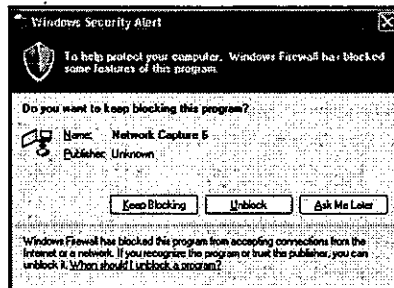 Windows Security Alert
To help protect your computer, Windows Firewall has blocked
some features of this program.
Do you want to keep blocking this program?
Name: Network Capture 6
Publisher: Unknown
Keep Blocking Unblock Ask Me Later
Windows Firewall has blocked this program from accepting connections from the
Internet or a network. If you recognize the program or trust the publisher, you can
unblock it. When should I unblock a program?